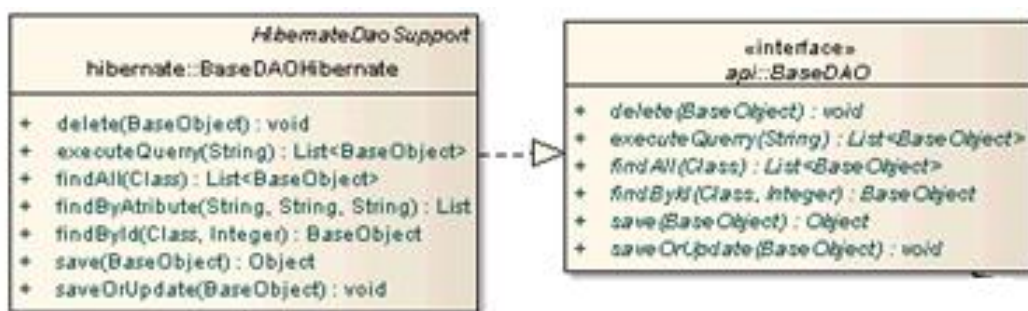 HibernateDaoSupport
hibernate::BaseDAOHibernate
+ delete(BaseObject) : void
+ executeQuerry(String) : List<BaseObject>
+ findAll(Class) : List<BaseObject>
+ findByAtribute(String, String, String) : List
+ findById(Class, Integer) : BaseObject
+ save(BaseObject) : Object
+ saveOrUpdate(BaseObject) : void
«interface»
api::BaseDAO
+ delete(BaseObject) : void
+ executeQuerry(String) : List<BaseObject>
+ findAll(Class) : List<BaseObject>
+ findById(Class, Integer) : BaseObject
+ save(BaseObject) : Object
+ saveOrUpdate(BaseObject) : void